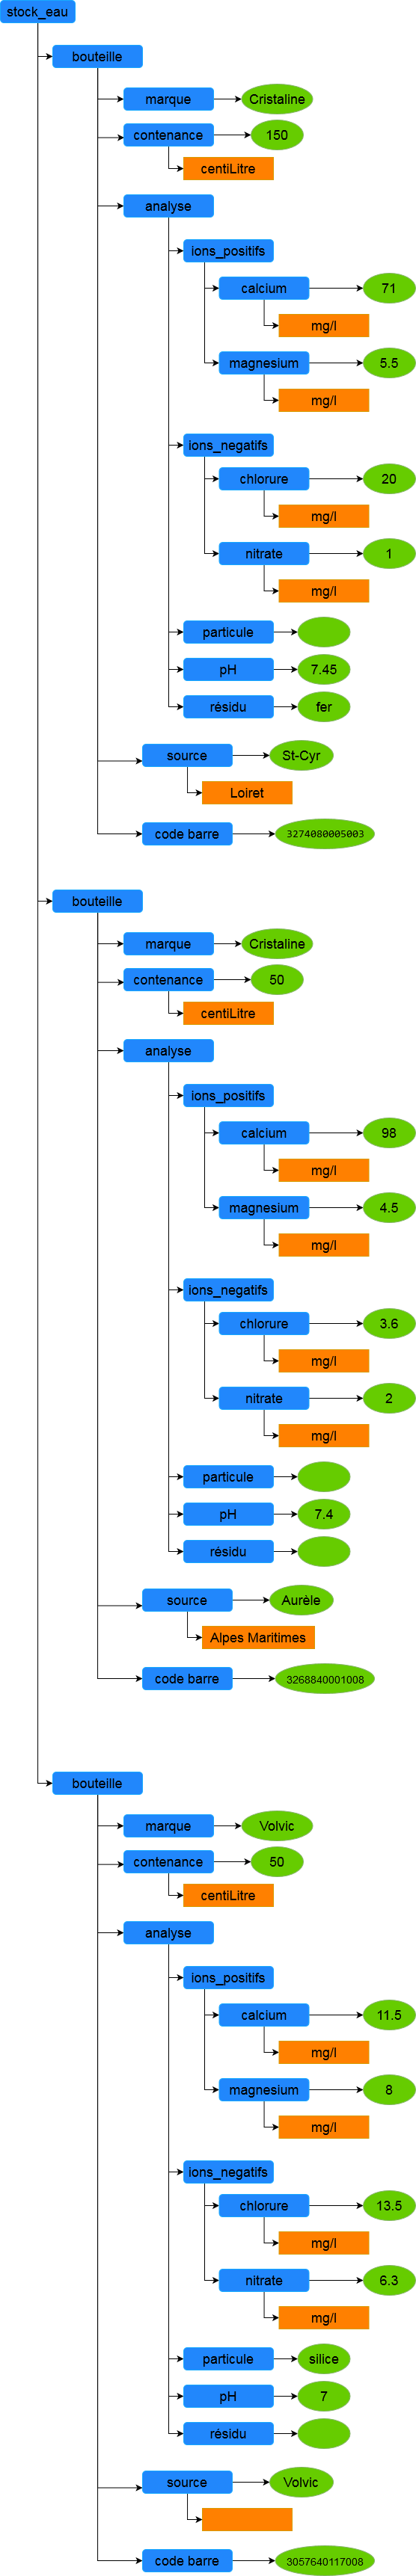 stock_eau
bouteille
marque Cristaline
contenance 150
centiLitre
analyse
ions_positifs
calcium 71
mg/l
magnesium 5.5
mg/l
ions_negatifs
chlorure 20
mg/l
nitrate 1
mg/l
particule
pH 7.45
résidu fer
source St-Cyr
Loiret
code barre 3274080005003
bouteille
marque Cristaline
contenance 50
centiLitre
analyse
ions_positifs
calcium 98
mg/l
magnesium 4.5
mg/l
ions_negatifs
chlorure 3.6
mg/l
nitrate 2
mg/l
particule
pH 7.4
résidu
source Aurèle
Alpes Maritimes
code barre 3268840001008
bouteille
marque Volvic
contenance 50
centiLitre
analyse
ions_positifs
calcium 11.5
mg/l
magnesium 8
mg/l
ions_negatifs
chlorure 13.5
mg/l
nitrate 6.3
mg/l
particule silice
pH 7
résidu
source Volvic
code barre 3057640117008